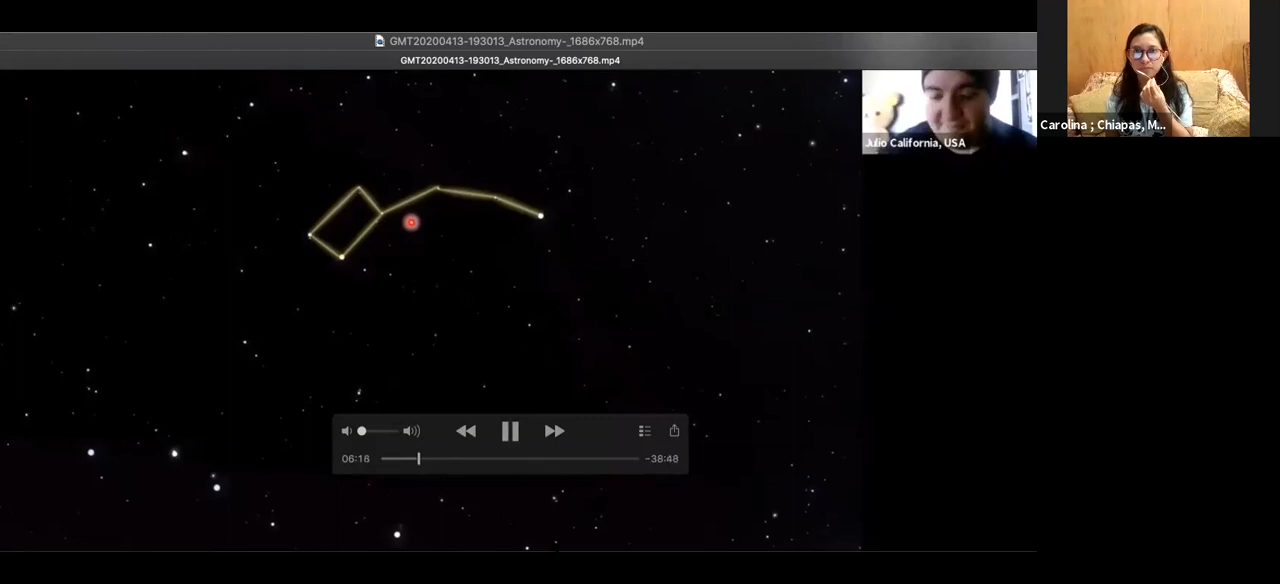 GMT20200413-193013_Astronomy-_1686x768.mp4
GMT20200413-193013_Astronomy-_1686x768.mp4
Carolina ; Chiapas, M...
Julio California, USA
06:16
-38:48